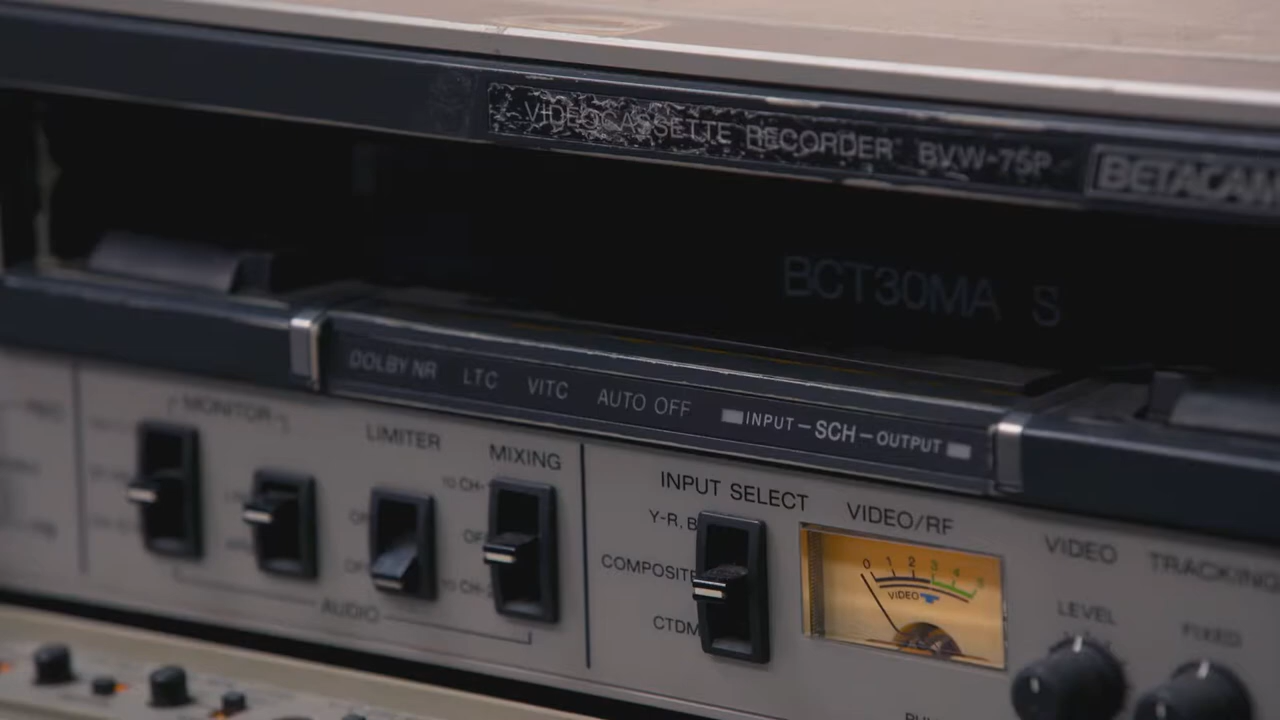 VIDEOCASSETTE RECORDER BVW-75P
BETACAM
BCT30MA S
DOLBY NR LTC VITC AUTO OFF INPUT—SCH—OUTPUT
MONITOR
LIMITER
MIXING
AUDIO
INPUT SELECT
Y-R, B
COMPOSITE
CTDM
VIDEO/RF
0 1 2 3 4 5
VIDEO
VIDEO
LEVEL
TRACKING
FIXED